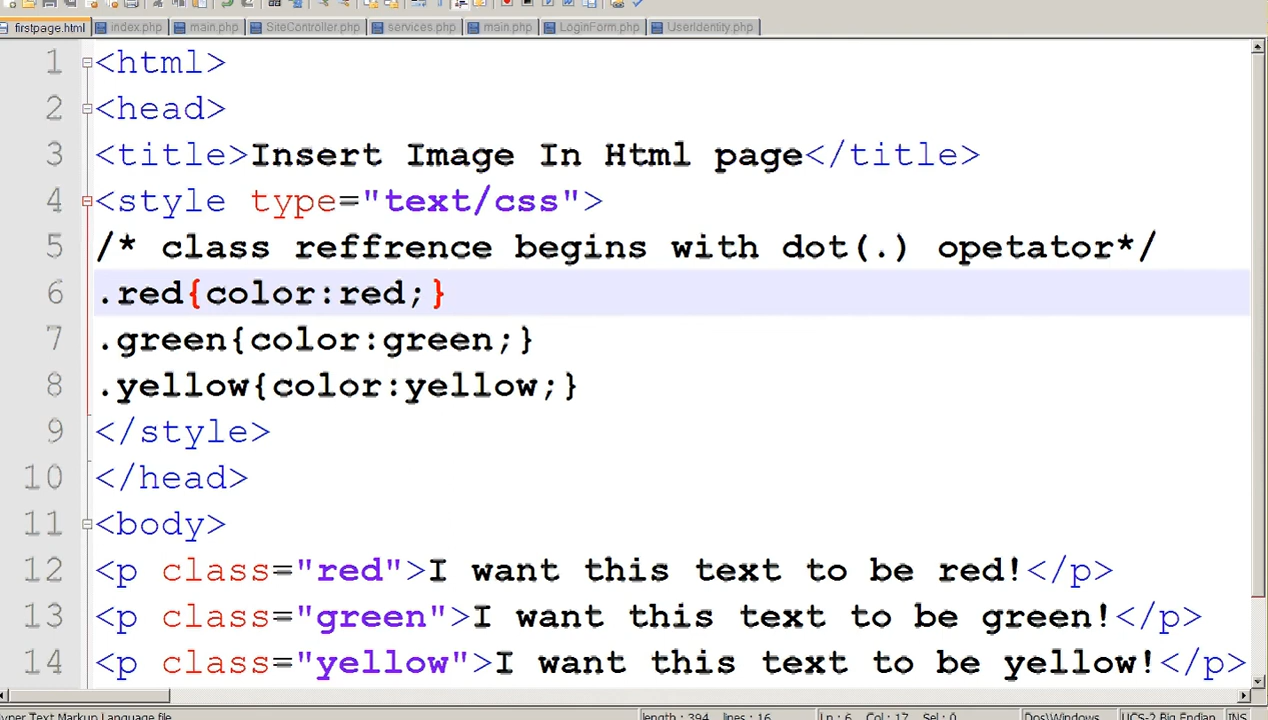 firstpage.html index.php main.php SiteController.php services.php main.php LoginForm.php UserIdentity.php
1 <html>
2 <head>
3 <title>Insert Image In Html page</title>
4 <style type="text/css">
5 /* class reffrence begins with dot(.) opetator*/
6 .red{color:red;}
7 .green{color:green;}
8 .yellow{color:yellow;}
9 </style>
10 </head>
11 <body>
12 <p class="red">I want this text to be red!</p>
13 <p class="green">I want this text to be green!</p>
14 <p class="yellow">I want this text to be yellow!</p>
yper Text Markup Language file length : 394 lines : 16 Ln : 6 Col : 17 Sel : 0 Dos\Windows UCS-2 Big Endian INS